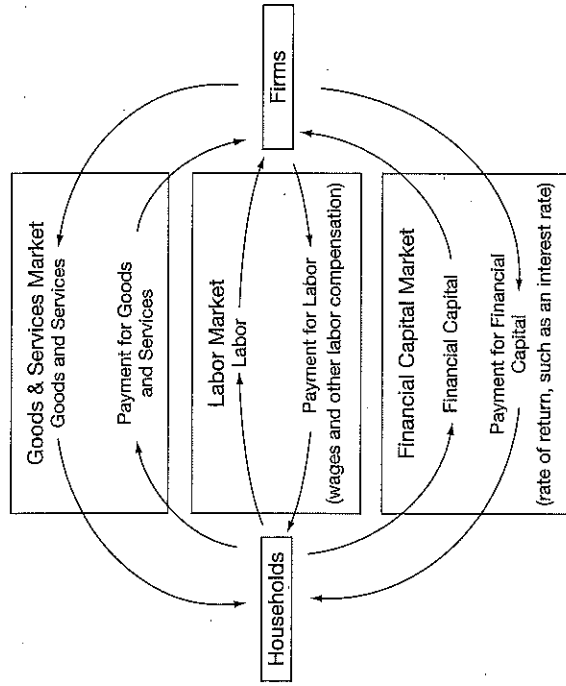 Goods & Services Market
Goods and Services
Payment for Goods
and Services
Labor Market
Labor
Payment for Labor
(wages and other labor compensation)
Financial Capital Market
Financial Capital
Payment for Financial
Capital
(rate of return, such as an interest rate)
Households
Firms